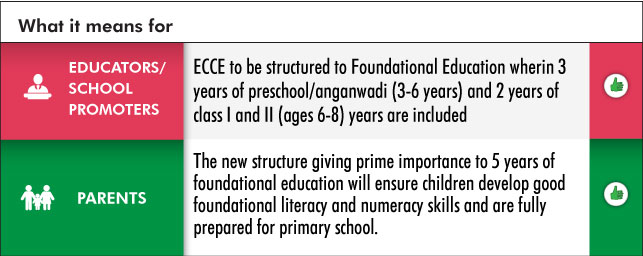 What it means for
EDUCATORS/
SCHOOL
PROMOTERS
ECCE to be structured to Foundational Education wherin 3
years of preschool/anganwadi (3-6 years) and 2 years of
class I and II (ages 6-8) years are included
PARENTS
The new structure giving prime importance to 5 years of
foundational education will ensure children develop good
foundational literacy and numeracy skills and are fully
prepared for primary school.